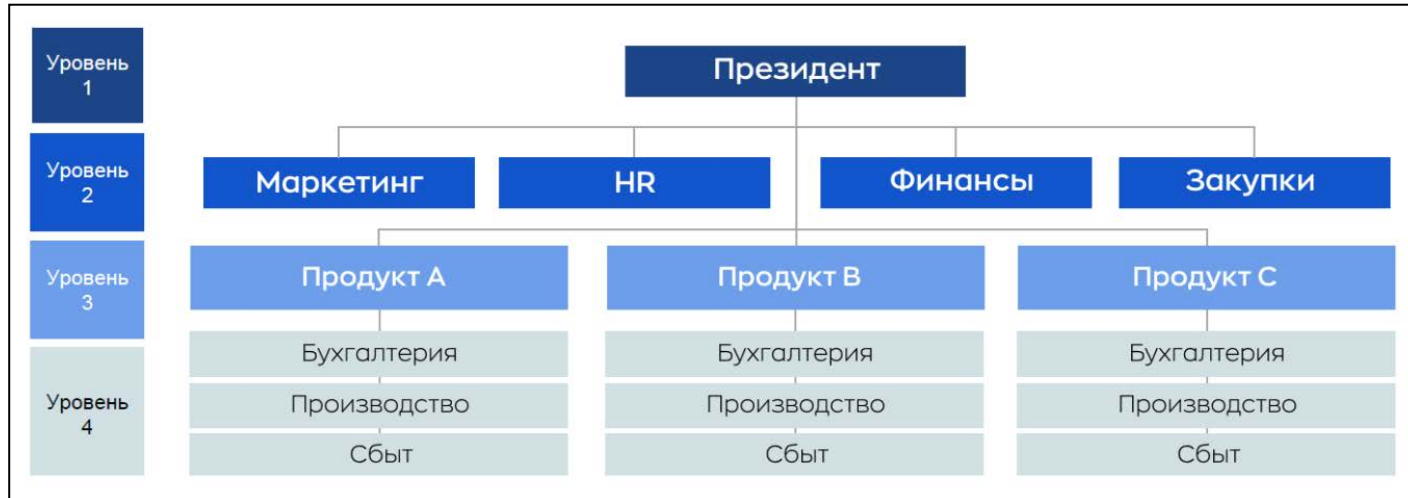 Уровень
1
Президент
Уровень
2
Маркетинг
HR
Финансы
Закупки
Уровень
3
Продукт A
Продукт B
Продукт C
Уровень
4
Бухгалтерия
Бухгалтерия
Бухгалтерия
Производство
Производство
Производство
Сбыт
Сбыт
Сбыт